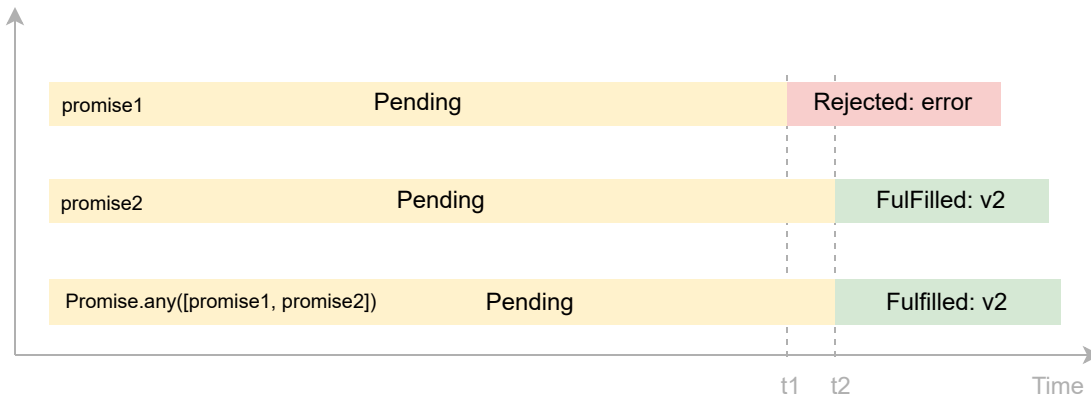 promise1 Pending Rejected: error
promise2 Pending FulFilled: v2
Promise.any([promise1, promise2]) Pending Fulfilled: v2
t1 t2 Time